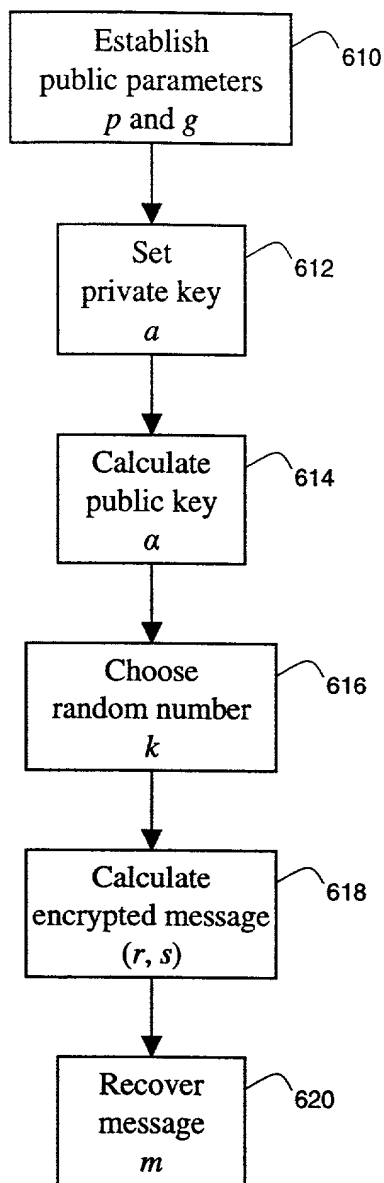 Establish
public parameters
p and g
610
Set
private key
a
612
Calculate
public key
α
614
Choose
random number
k
616
Calculate
encrypted message
(r, s)
618
Recover
message
m
620